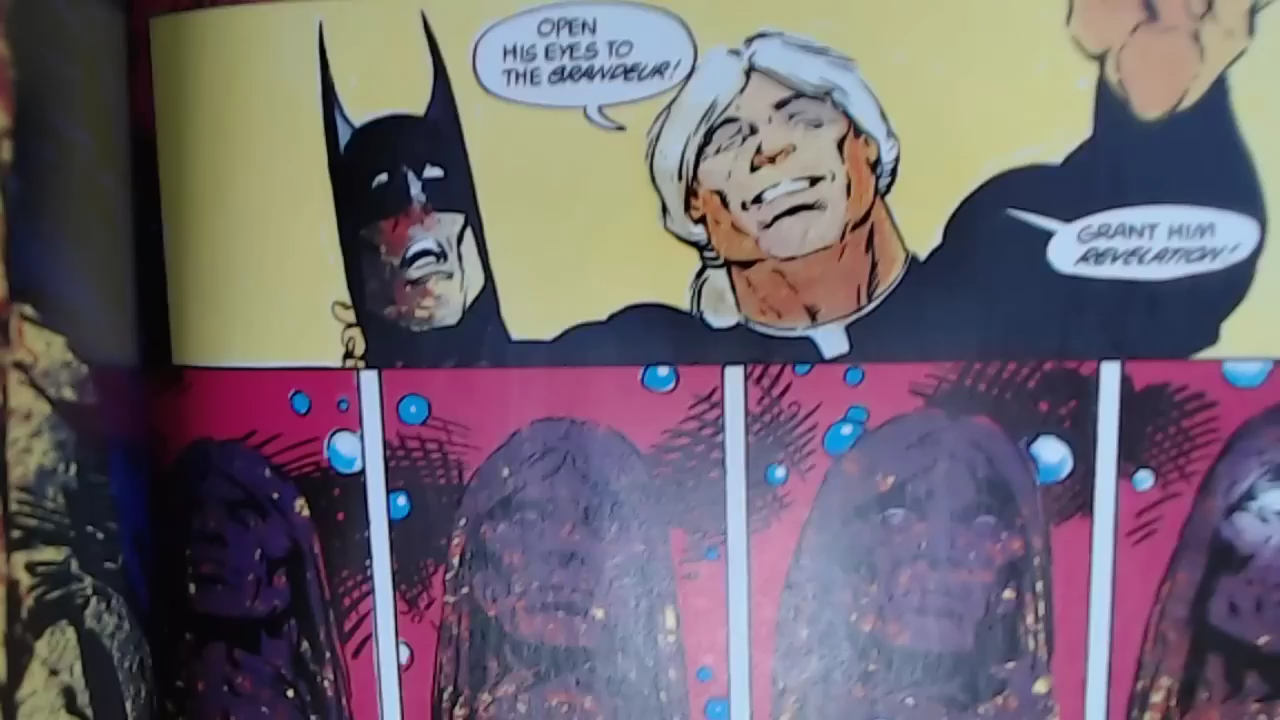 OPEN
HIS EYES TO
THE GRANDEUR!
GRANT HIM
REVELATION!